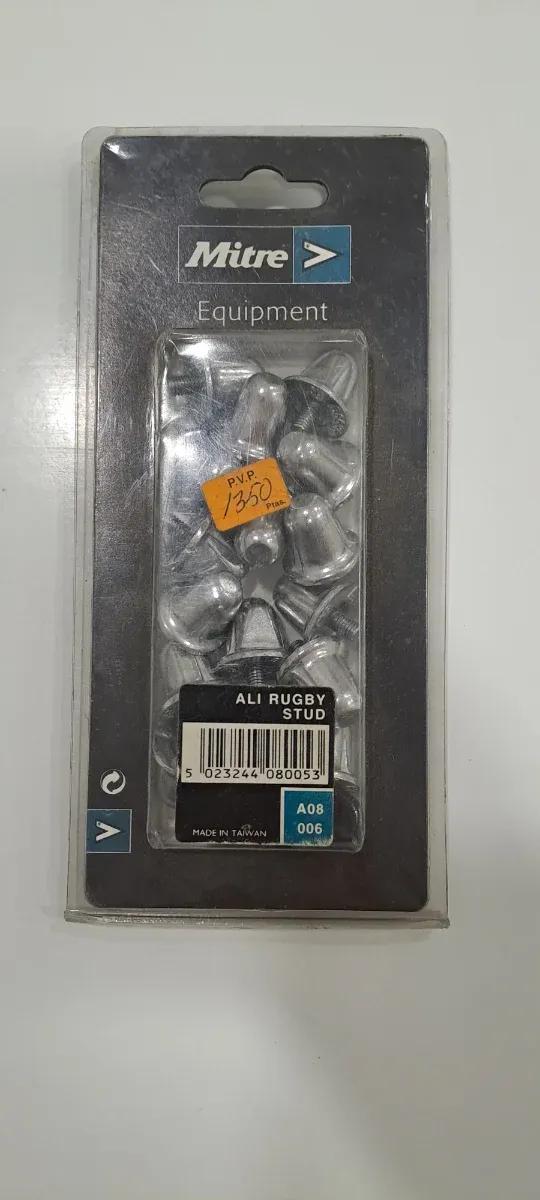 Mitre
Equipment
P.V.P.
1350
Ptas.
ALI RUGBY
STUD
5 023244 080053
A08
006
MADE IN TAIWAN